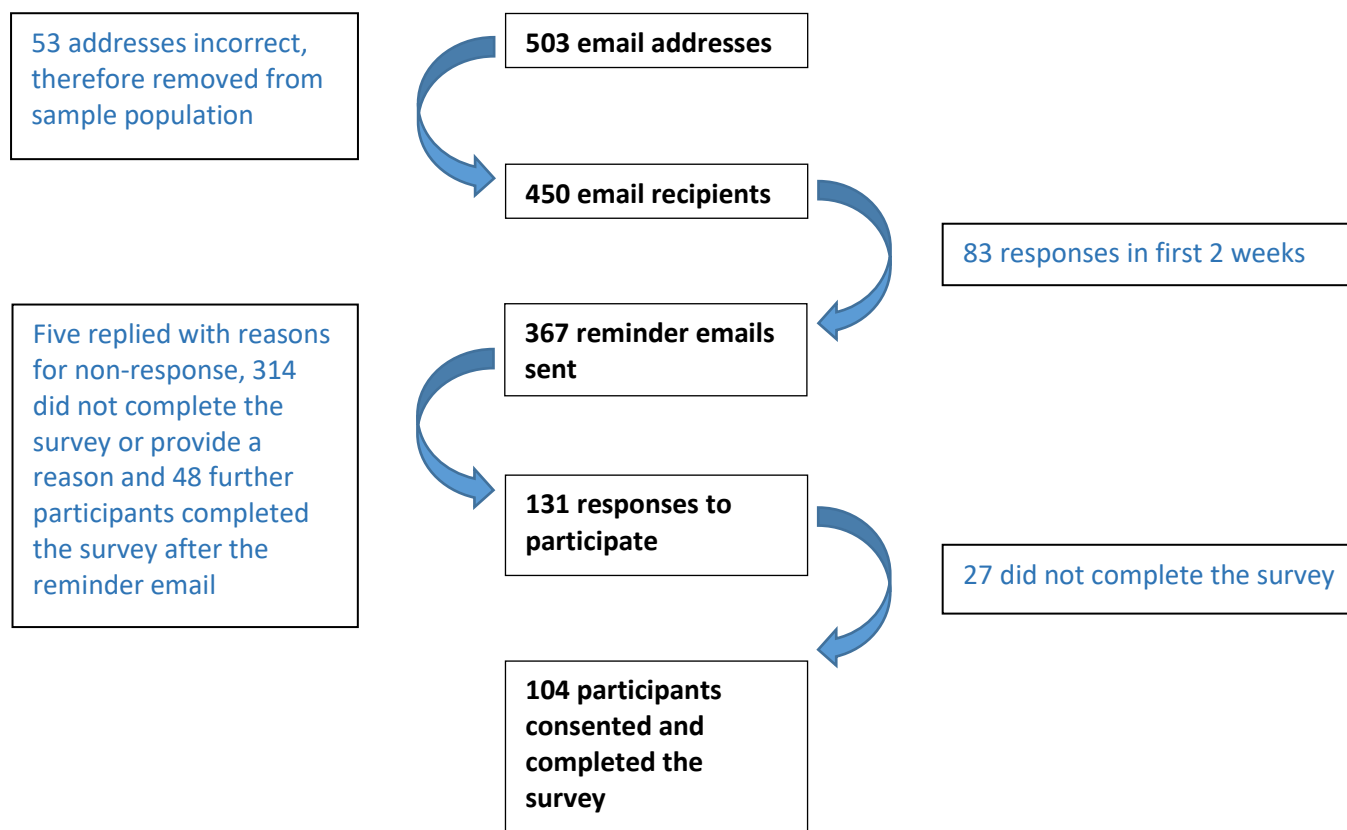 53 addresses incorrect,
therefore removed from
sample population
503 email addresses
450 email recipients
83 responses in first 2 weeks
367 reminder emails
sent
Five replied with reasons
for non-response, 314
did not complete the
survey or provide a
reason and 48 further
participants completed
the survey after the
reminder email
131 responses to
participate
27 did not complete the survey
104 participants
consented and
completed the
survey